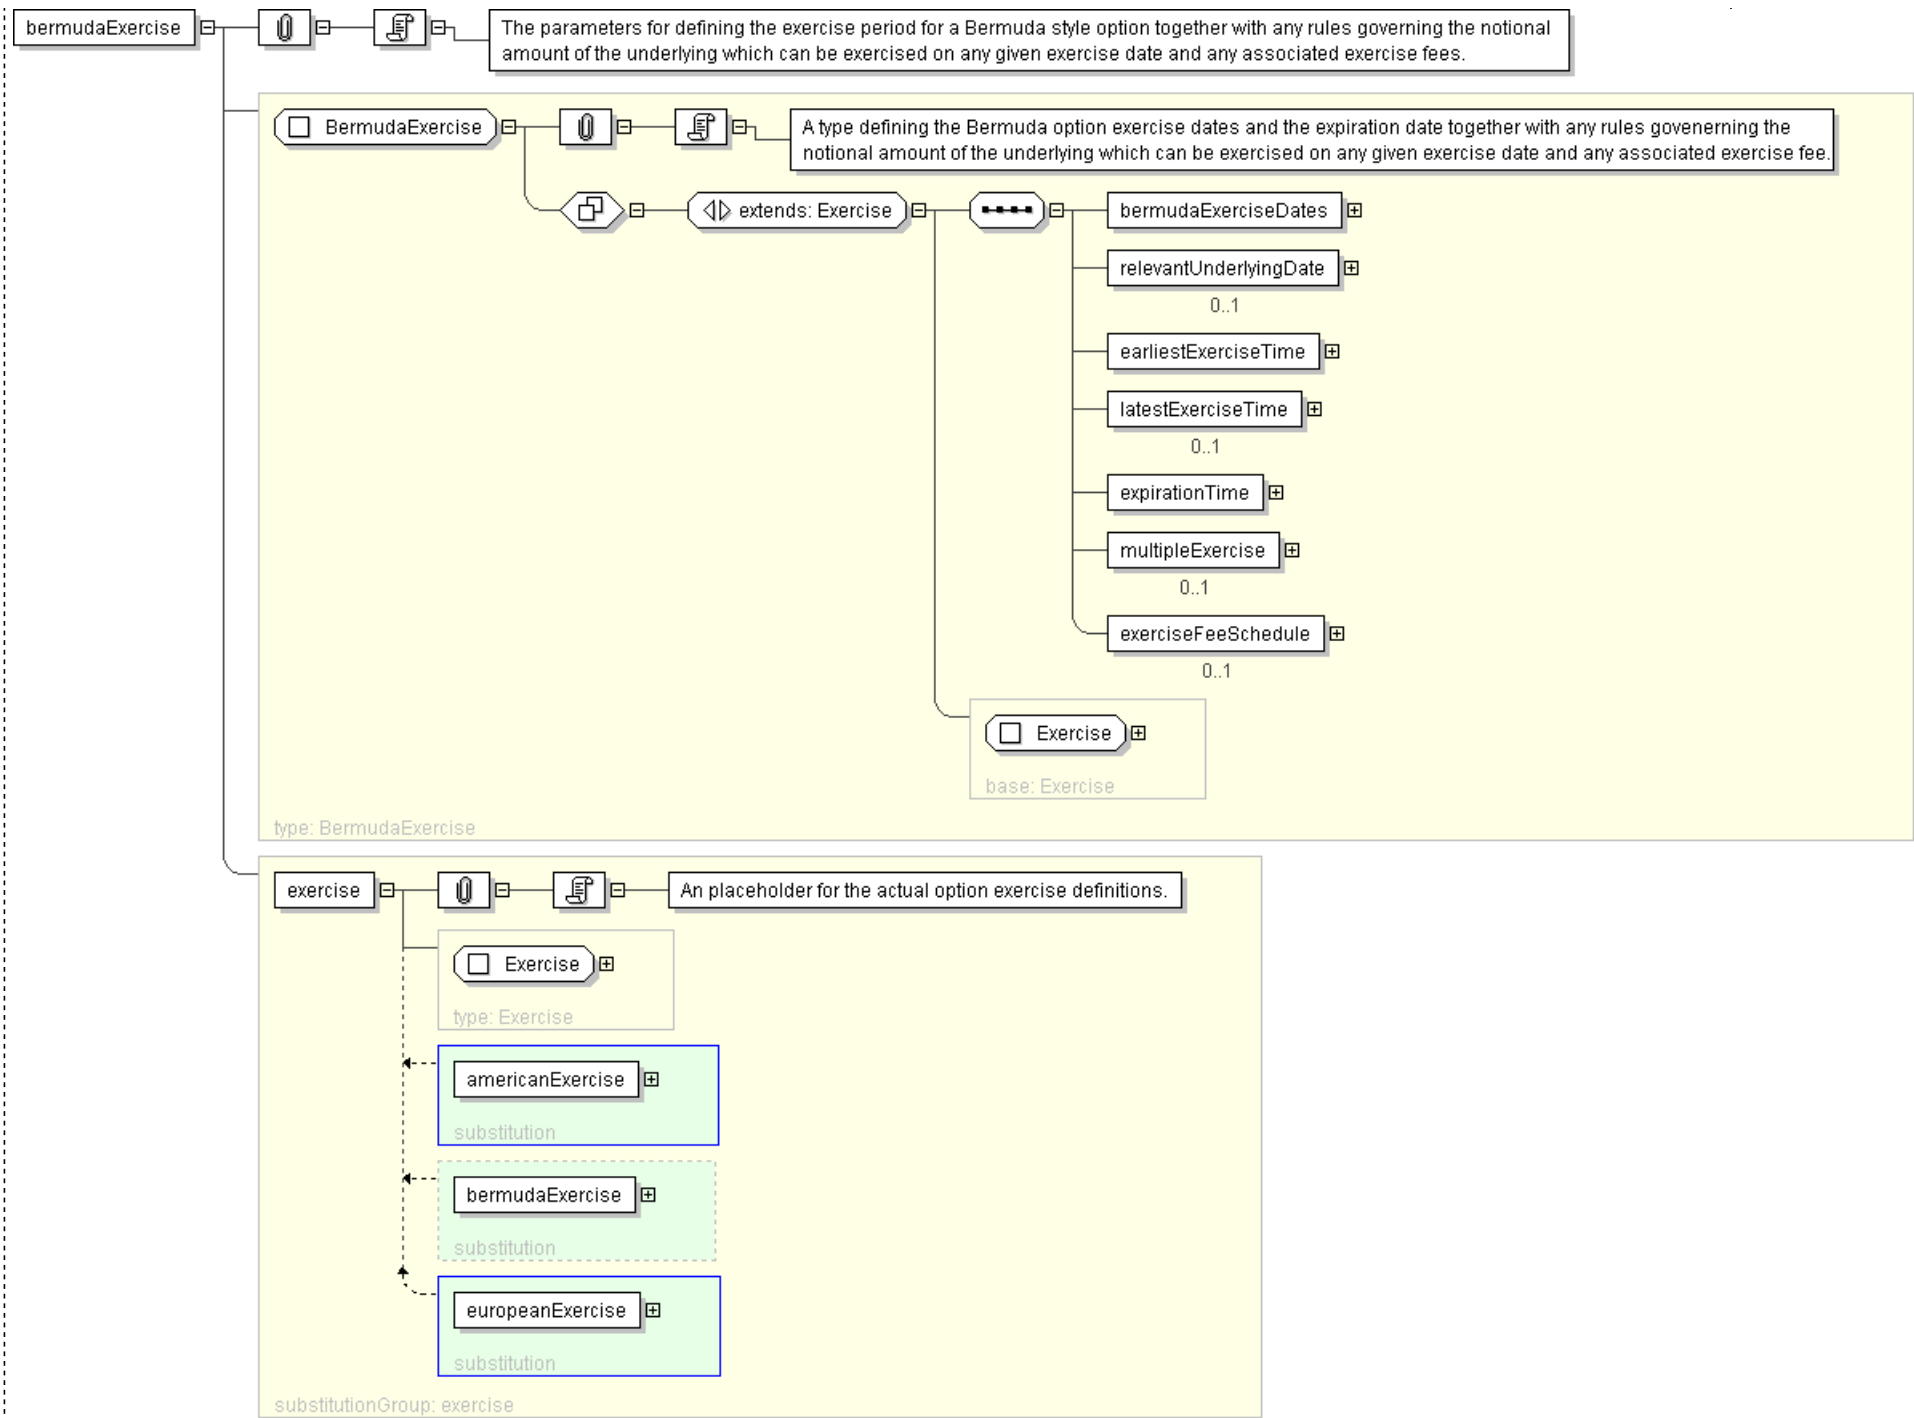 bermudaExercise
The parameters for defining the exercise period for a Bermuda style option together with any rules governing the notional
amount of the underlying which can be exercised on any given exercise date and any associated exercise fees.
BermudaExercise
A type defining the Bermuda option exercise dates and the expiration date together with any rules govenerning the
notional amount of the underlying which can be exercised on any given exercise date and any associated exercise fee.
extends: Exercise
bermudaExerciseDates
relevantUnderlyingDate
0..1
earliestExerciseTime
latestExerciseTime
0..1
expirationTime
multipleExercise
0..1
exerciseFeeSchedule
0..1
Exercise
base: Exercise
type: BermudaExercise
exercise
An placeholder for the actual option exercise definitions.
Exercise
type: Exercise
americanExercise
substitution
bermudaExercise
substitution
europeanExercise
substitution
substitutionGroup: exercise